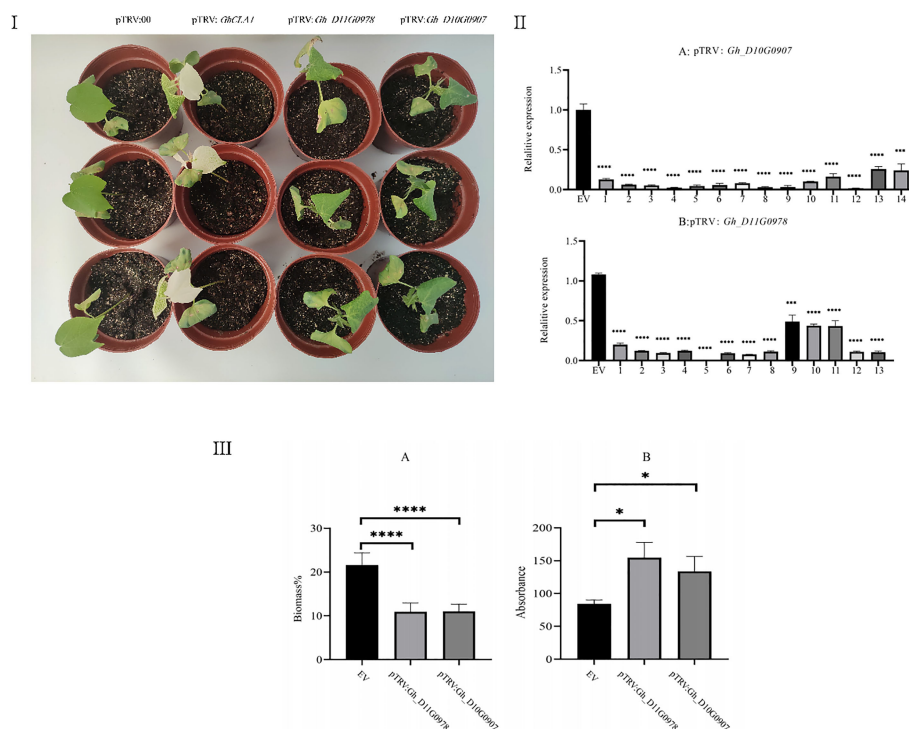 I
pTRV:00 pTRV: GhCLA1 pTRV:Gh_D11G0978 pTRV:Gh_D10G0907
II
A: pTRV: Gh_D10G0907
1.5
1.0
0.5
0.0
Relalitive expression
**** **** **** **** **** **** **** **** **** **** **** **** **** ***
EV 1 2 3 4 5 6 7 8 9 10 11 12 13 14
B:pTRV: Gh_D11G0978
1.5
1.0
0.5
0.0
Relalitive expression
**** **** **** **** **** **** **** **** *** **** **** **** ****
EV 1 2 3 4 5 6 7 8 9 10 11 12 13
III
A
****
****
30
20
10
0
Biomass%
EV pTRV:Gh_D11G0978 pTRV:Gh_D10G0907
B
*
*
200
150
100
50
0
Absorbance
EV pTRV:Gh_D11G0978 pTRV:Gh_D10G0907